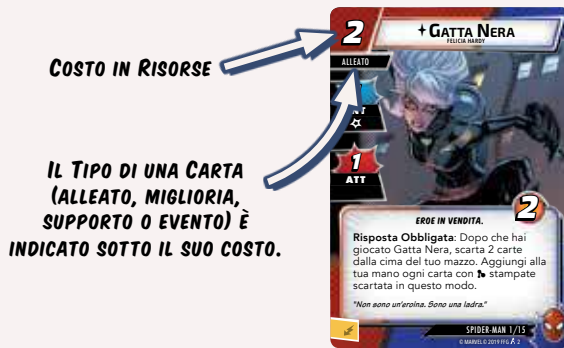 COSTO IN RISORSE
IL TIPO DI UNA CARTA
(ALLEATO, MIGLIORIA,
SUPPORTO O EVENTO) È
INDICATO SOTTO IL SUO COSTO.
2
GATTA NERA
FELICIA HARDY
ALLEATO
1
ATT
2
EROE IN VENDITA.
Risposta Obbligata: Dopo che hai
giocato Gatta Nera, scarta 2 carte
dalla cima del tuo mazzo. Aggiungi alla
tua mano ogni carta con stampate
scartata in questo modo.
"Non sono un'eroina. Sono una ladra."
SPIDER-MAN 1/15
© MARVEL © 2019 FFG 2